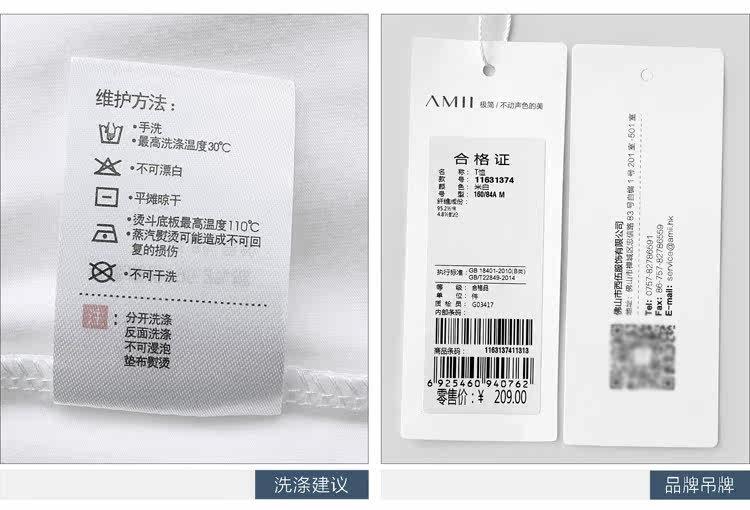 维护方法：
•手洗
•最高洗涤温度30℃
•不可漂白
•平摊晾干
•烫斗底板最高温度110℃
•蒸汽熨烫可能造成不可回
复的损伤
•不可干洗
注：分开洗涤
反面洗涤
不可浸泡
垫布熨烫
洗涤建议
AMII 极简/不动声色的美
合格证
名 称：T恤
款 号：11631374
颜 色：米白
号 型：160/84A M
纤维成份：
执行标准：GB 18401-2010(B类)
GB/T22849-2014
等 级：合格品
单 位：件
质 检 员：G03417
内部条码：
商品条码：1163137411313
6 925460 940762
零售价：¥ 209.00
佛山市西伍服饰有限公司
Tel: 0757-82786591
Fax: 86-757-82786559
E-mail: service@amii.hk
品牌吊牌